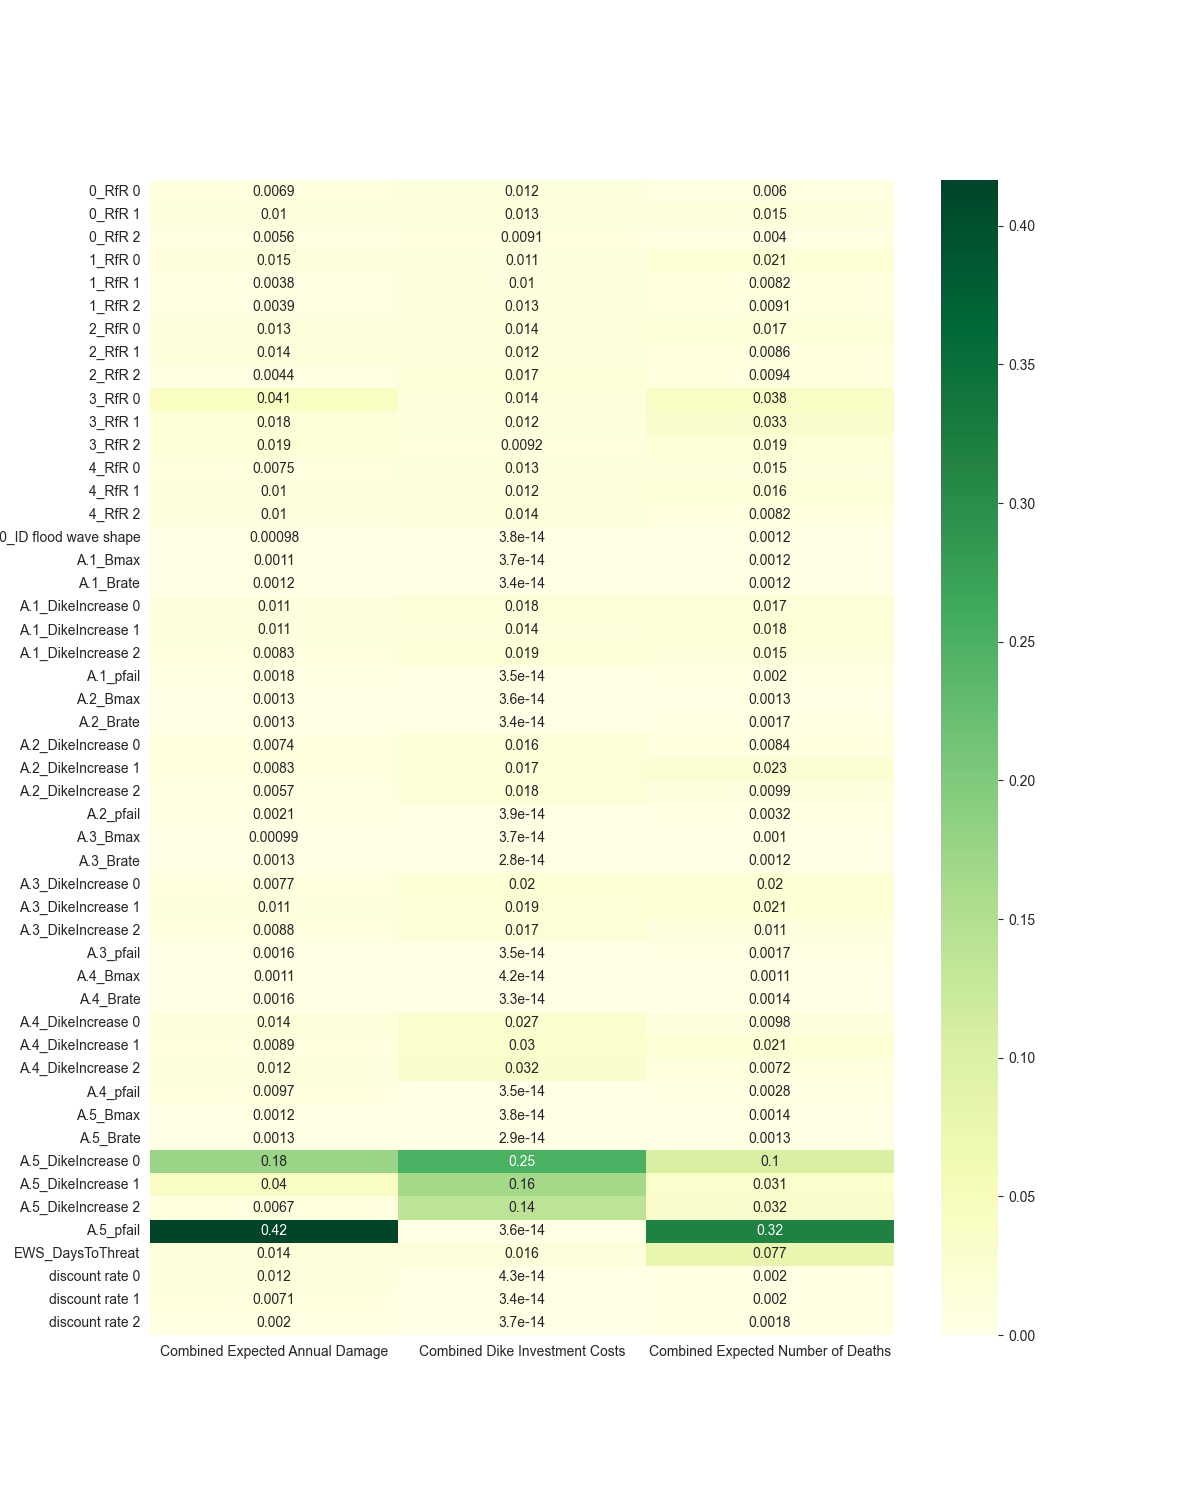 0_RfR 0 0.0069 0.012 0.006
0_RfR 1 0.01 0.013 0.015
0_RfR 2 0.0056 0.0091 0.004
1_RfR 0 0.015 0.011 0.021
1_RfR 1 0.0038 0.01 0.0082
1_RfR 2 0.0039 0.013 0.0091
2_RfR 0 0.013 0.014 0.017
2_RfR 1 0.014 0.012 0.0086
2_RfR 2 0.0044 0.017 0.0094
3_RfR 0 0.041 0.014 0.038
3_RfR 1 0.018 0.012 0.033
3_RfR 2 0.019 0.0092 0.019
4_RfR 0 0.0075 0.013 0.015
4_RfR 1 0.01 0.012 0.016
4_RfR 2 0.01 0.014 0.0082
0_ID flood wave shape 0.00098 3.8e-14 0.0012
A.1_Bmax 0.0011 3.7e-14 0.0012
A.1_Brate 0.0012 3.4e-14 0.0012
A.1_DikeIncrease 0 0.011 0.018 0.017
A.1_DikeIncrease 1 0.011 0.014 0.018
A.1_DikeIncrease 2 0.0083 0.019 0.015
A.1_pfail 0.0018 3.5e-14 0.002
A.2_Bmax 0.0013 3.6e-14 0.0013
A.2_Brate 0.0013 3.4e-14 0.0017
A.2_DikeIncrease 0 0.0074 0.016 0.0084
A.2_DikeIncrease 1 0.0083 0.017 0.023
A.2_DikeIncrease 2 0.0057 0.018 0.0099
A.2_pfail 0.0021 3.9e-14 0.0032
A.3_Bmax 0.00099 3.7e-14 0.001
A.3_Brate 0.0013 2.8e-14 0.0012
A.3_DikeIncrease 0 0.0077 0.02 0.02
A.3_DikeIncrease 1 0.011 0.019 0.021
A.3_DikeIncrease 2 0.0088 0.017 0.011
A.3_pfail 0.0016 3.5e-14 0.0017
A.4_Bmax 0.0011 4.2e-14 0.0011
A.4_Brate 0.0016 3.3e-14 0.0014
A.4_DikeIncrease 0 0.014 0.027 0.0098
A.4_DikeIncrease 1 0.0089 0.03 0.021
A.4_DikeIncrease 2 0.012 0.032 0.0072
A.4_pfail 0.0097 3.5e-14 0.0028
A.5_Bmax 0.0012 3.8e-14 0.0014
A.5_Brate 0.0013 2.9e-14 0.0013
A.5_DikeIncrease 0 0.18 0.25 0.1
A.5_DikeIncrease 1 0.04 0.16 0.031
A.5_DikeIncrease 2 0.0067 0.14 0.032
A.5_pfail 0.42 3.6e-14 0.32
EWS_DaysToThreat 0.014 0.016 0.077
discount rate 0 0.012 4.3e-14 0.002
discount rate 1 0.0071 3.4e-14 0.002
discount rate 2 0.002 3.7e-14 0.0018
Combined Expected Annual Damage Combined Dike Investment Costs Combined Expected Number of Deaths
0.40
0.35
0.30
0.25
0.20
0.15
0.10
0.05
0.00